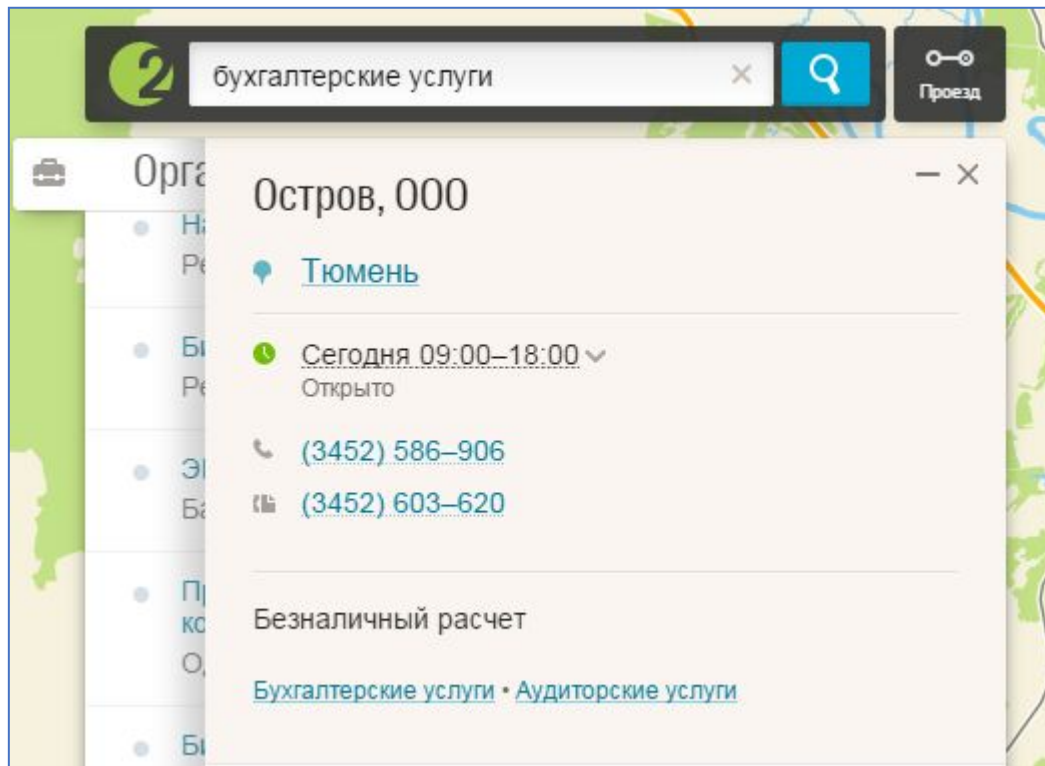 2
бухгалтерские услуги
Проезд
Остров, ООО
Тюмень
Сегодня 09:00–18:00
Открыто
(3452) 586–906
(3452) 603–620
Безналичный расчет
Бухгалтерские услуги • Аудиторские услуги